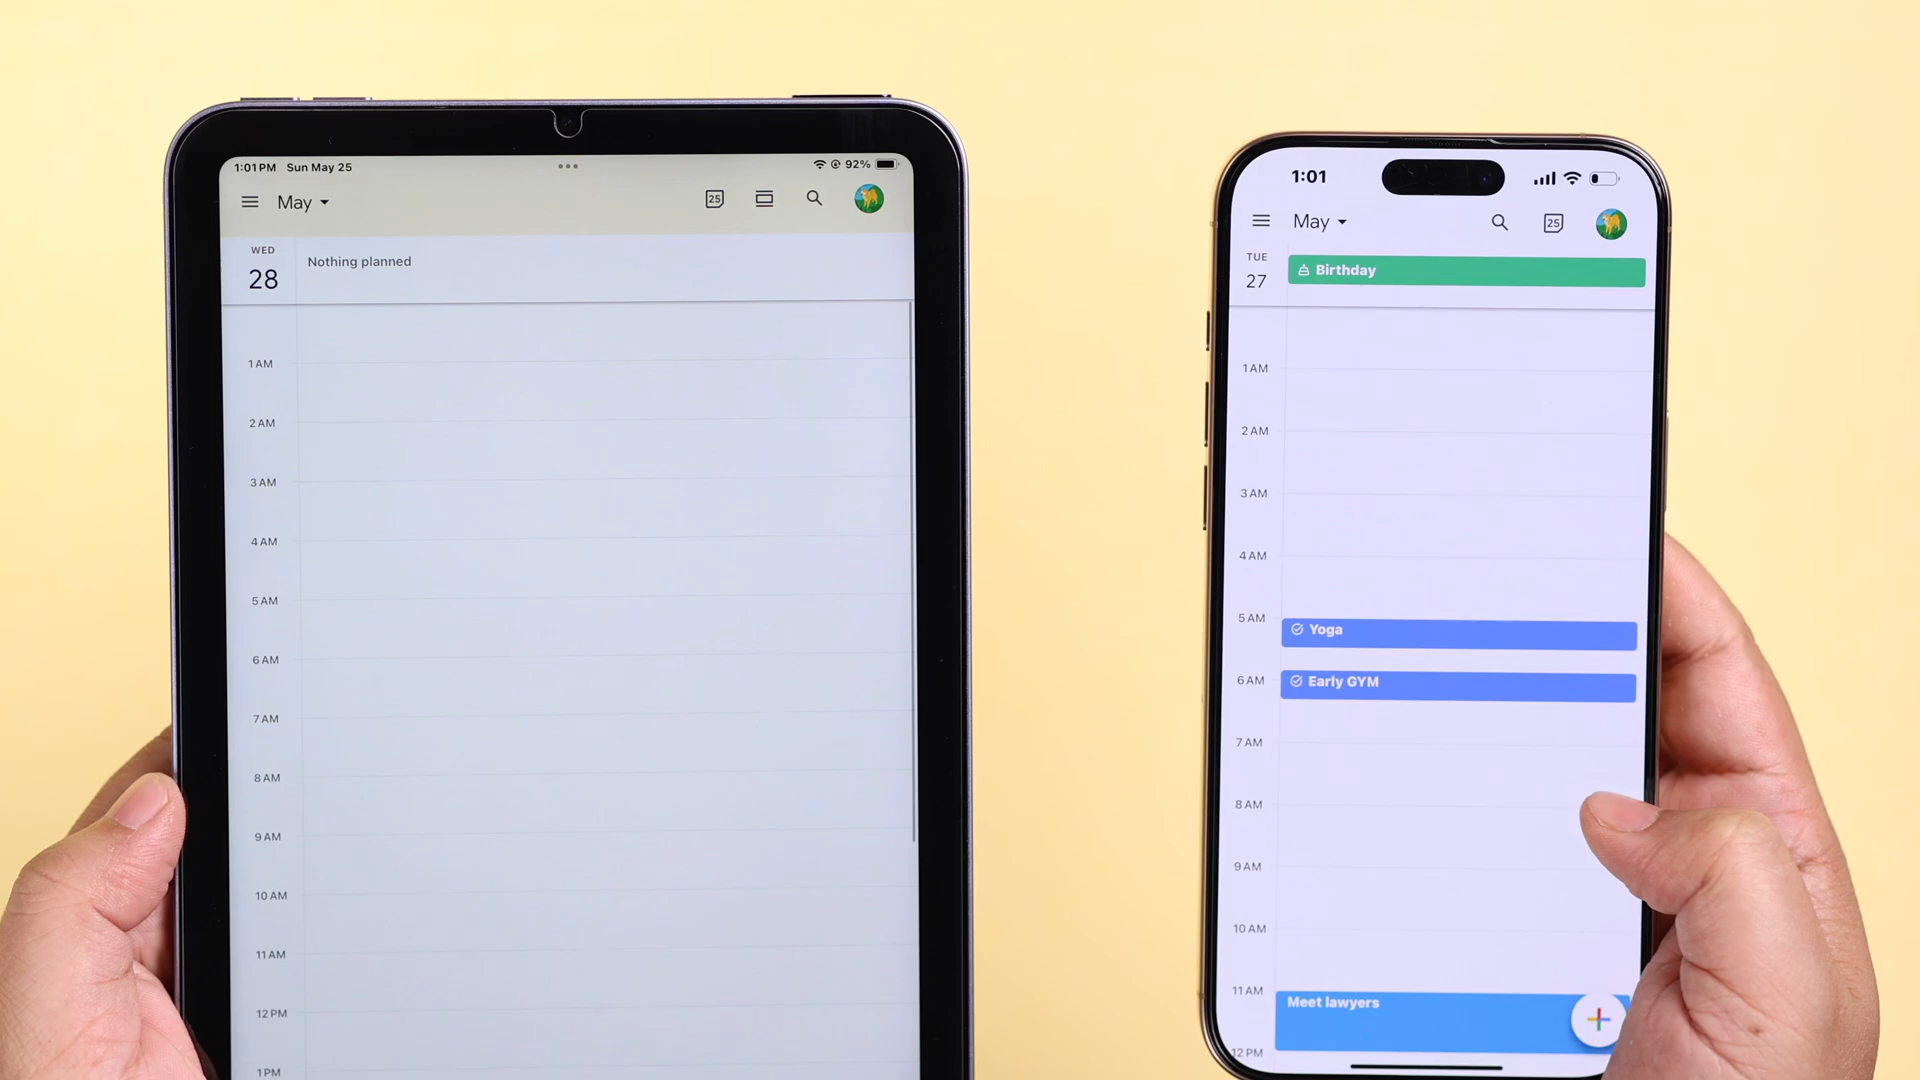 1:01 PM Sun May 25
92%
May
25
WED
28
Nothing planned
1 AM
2 AM
3 AM
4 AM
5 AM
6 AM
7 AM
8 AM
9 AM
10 AM
11 AM
12 PM
1 PM
1:01
May
25
TUE
27
Birthday
1 AM
2 AM
3 AM
4 AM
5 AM
Yoga
6 AM
Early GYM
7 AM
8 AM
9 AM
10 AM
11 AM
Meet lawyers
12 PM